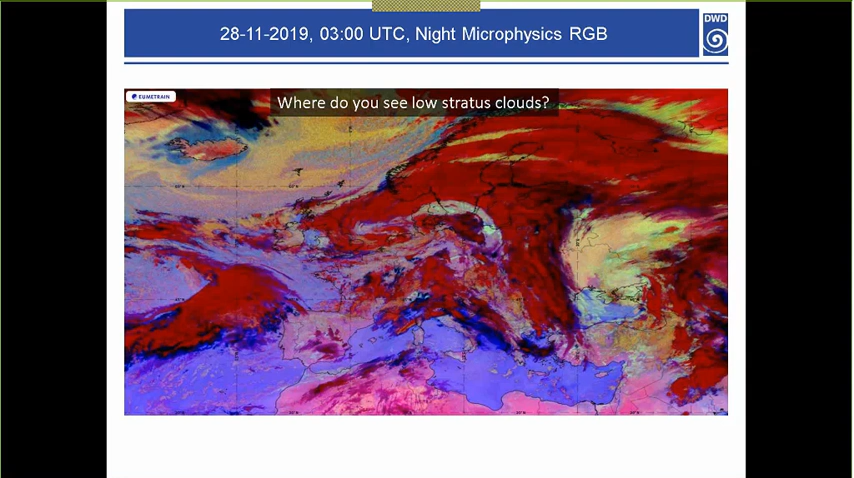 28-11-2019, 03:00 UTC, Night Microphysics RGB
DWD
EUMETRAIN
Where do you see low stratus clouds?